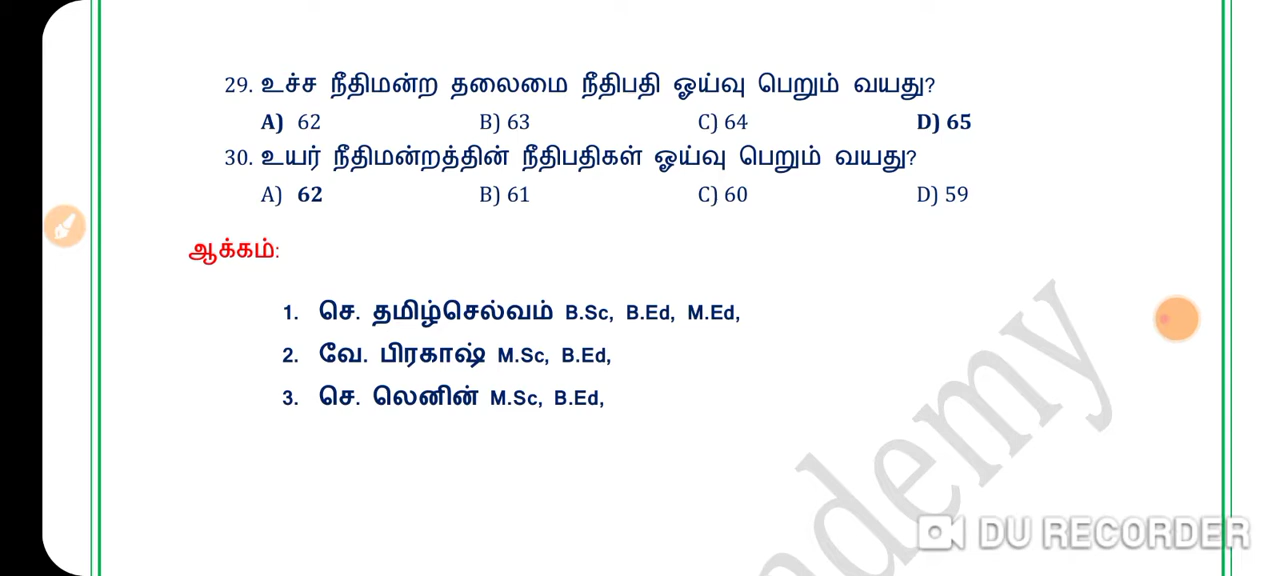 29. உச்ச நீதிமன்ற தலைமை நீதிபதி ஓய்வு பெறும் வயது?
A) 62 B) 63 C) 64 D) 65
30. உயர் நீதிமன்றத்தின் நீதிபதிகள் ஓய்வு பெறும் வயது?
A) 62 B) 61 C) 60 D) 59
ஆக்கம்:
1. செ. தமிழ்செல்வம் B.Sc, B.Ed, M.Ed,
2. வே. பிரகாஷ் M.Sc, B.Ed,
3. செ. லெனின் M.Sc, B.Ed,
ademy
DU RECORDER